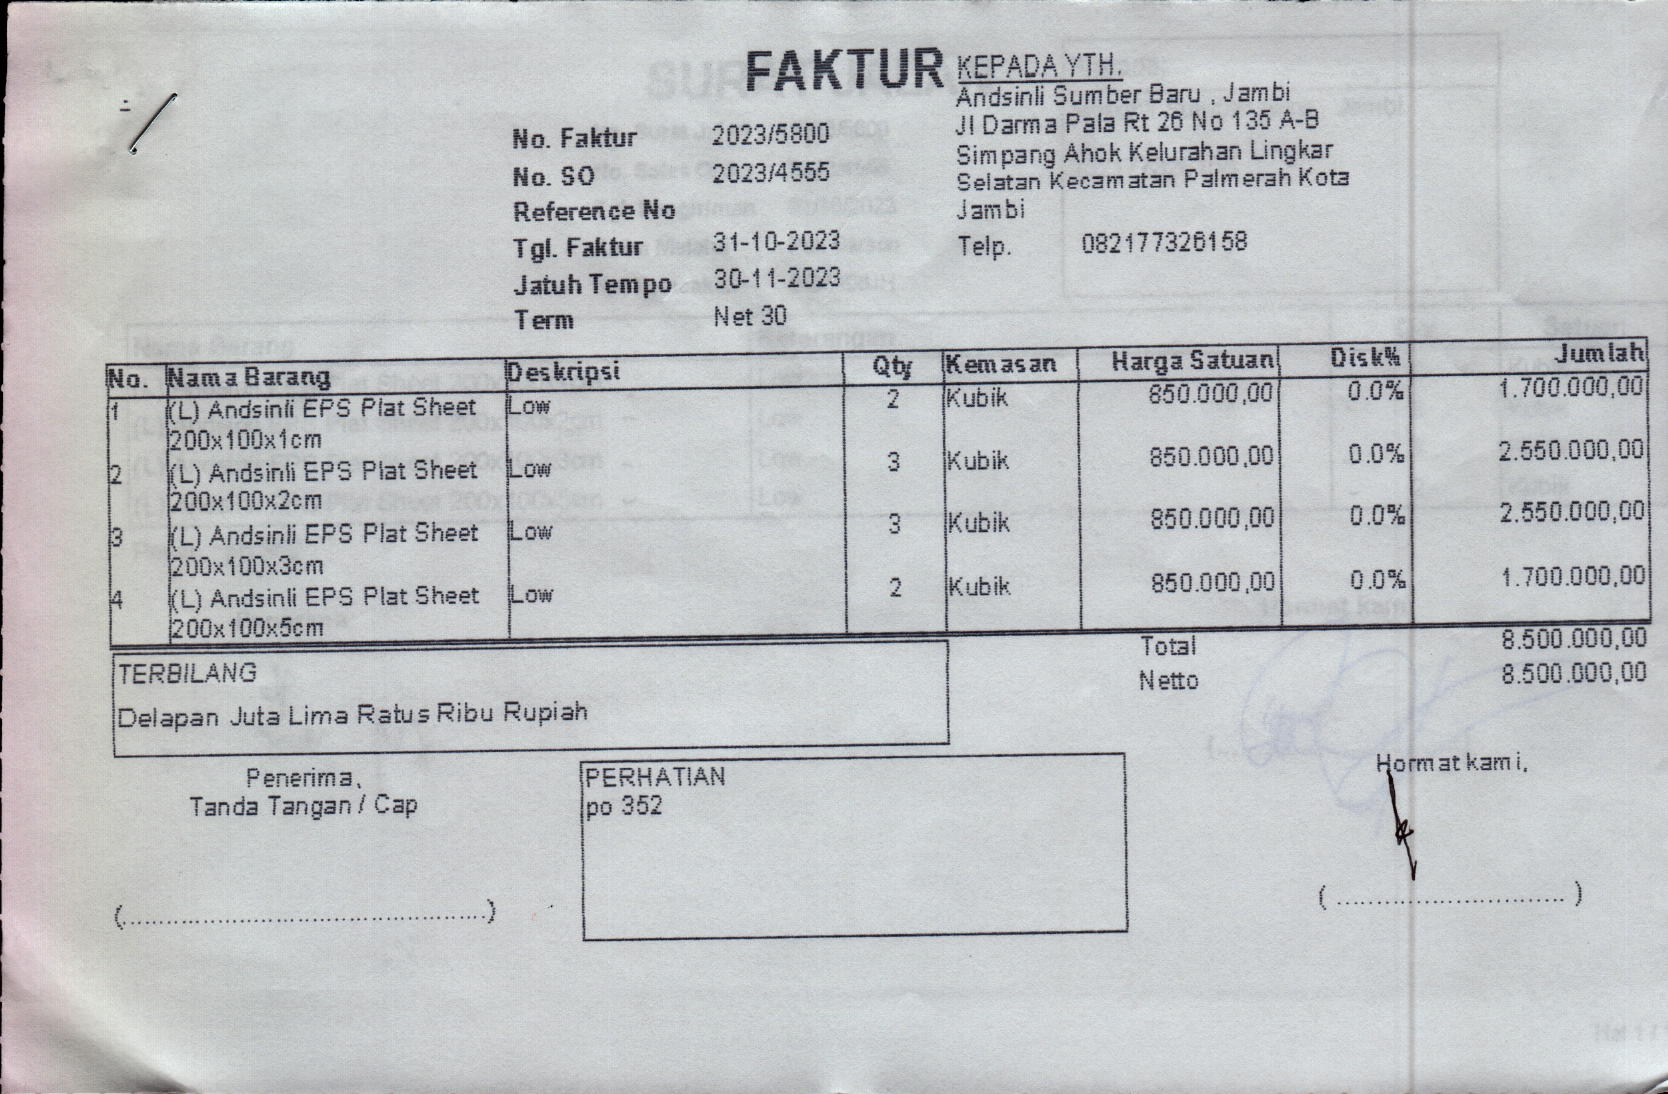 FAKTUR
KEPADA YTH.
Andsinli Sumber Baru , Jambi
Jl Darma Pala Rt 26 No 135 A-B
Simpang Ahok Kelurahan Lingkar
Selatan Kecamatan Palmerah Kota
Jambi
Telp. 082177326158
No. Faktur 2023/5800
No. SO 2023/4555
Reference No
Tgl. Faktur 31-10-2023
Jatuh Tempo 30-11-2023
Term Net 30
No. Nama Barang Deskripsi Qty Kemasan Harga Satuan Disk% Jumlah
1 (L) Andsinli EPS Plat Sheet Low 2 Kubik 850.000,00 0.0% 1.700.000,00
200x100x1cm
2 (L) Andsinli EPS Plat Sheet Low 3 Kubik 850.000,00 0.0% 2.550.000,00
200x100x2cm
3 (L) Andsinli EPS Plat Sheet Low 3 Kubik 850.000,00 0.0% 2.550.000,00
200x100x3cm
4 (L) Andsinli EPS Plat Sheet Low 2 Kubik 850.000,00 0.0% 1.700.000,00
200x100x5cm
Total 8.500.000,00
Netto 8.500.000,00
TERBILANG
Delapan Juta Lima Ratus Ribu Rupiah
Penerima,
Tanda Tangan / Cap
PERHATIAN
po 352
Hormat kami,
(................................................)
(............................)